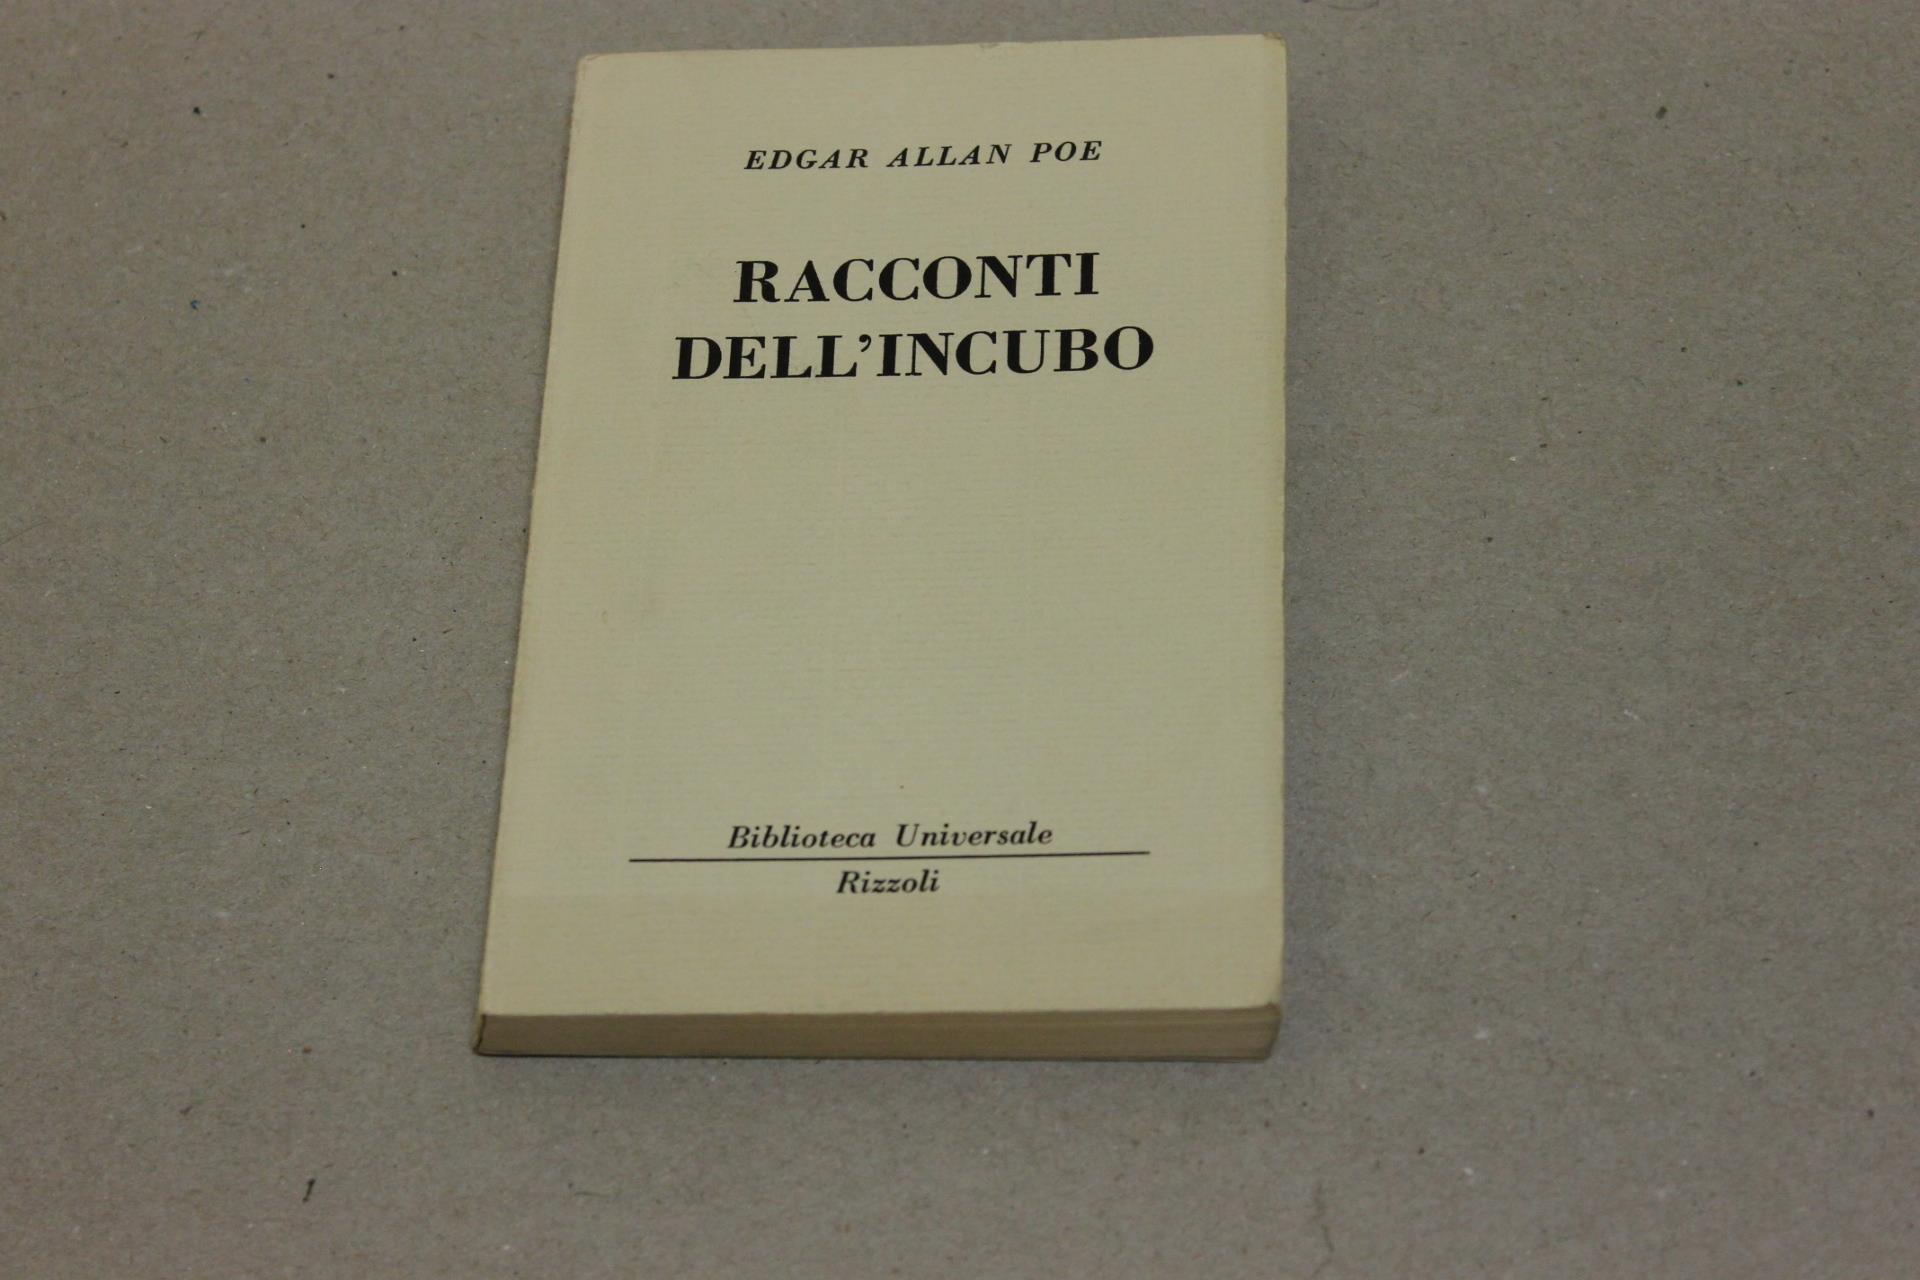 EDGAR ALLAN POE
RACCONTI
DELL'INCUBO
Biblioteca Universale
Rizzoli